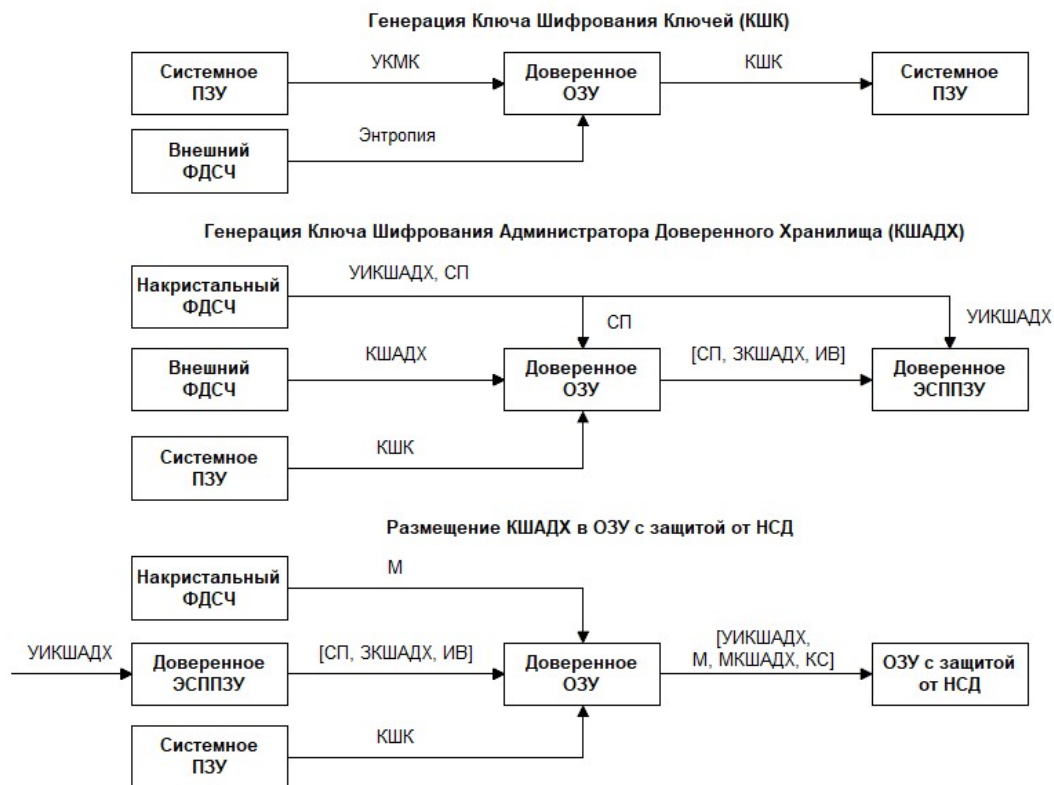 Генерация Ключа Шифрования Ключей (КШК)
Системное
ПЗУ
УКМК
Доверенное
ОЗУ
КШК
Системное
ПЗУ
Внешний
ФДСЧ
Энтропия
Генерация Ключа Шифрования Администратора Доверенного Хранилища (КШАДХ)
Накристальный
ФДСЧ
УИКШАДХ, СП
СП
УИКШАДХ
Внешний
ФДСЧ
КШАДХ
Доверенное
ОЗУ
[СП, ЗКШАДХ, ИВ]
Доверенное
ЭСППЗУ
Системное
ПЗУ
КШК
Размещение КШАДХ в ОЗУ с защитой от НСД
Накристальный
ФДСЧ
М
УИКШАДХ
Доверенное
ЭСППЗУ
[СП, ЗКШАДХ, ИВ]
Доверенное
ОЗУ
[УИКШАДХ,
М, МКШАДХ, КС]
ОЗУ с защитой
от НСД
Системное
ПЗУ
КШК